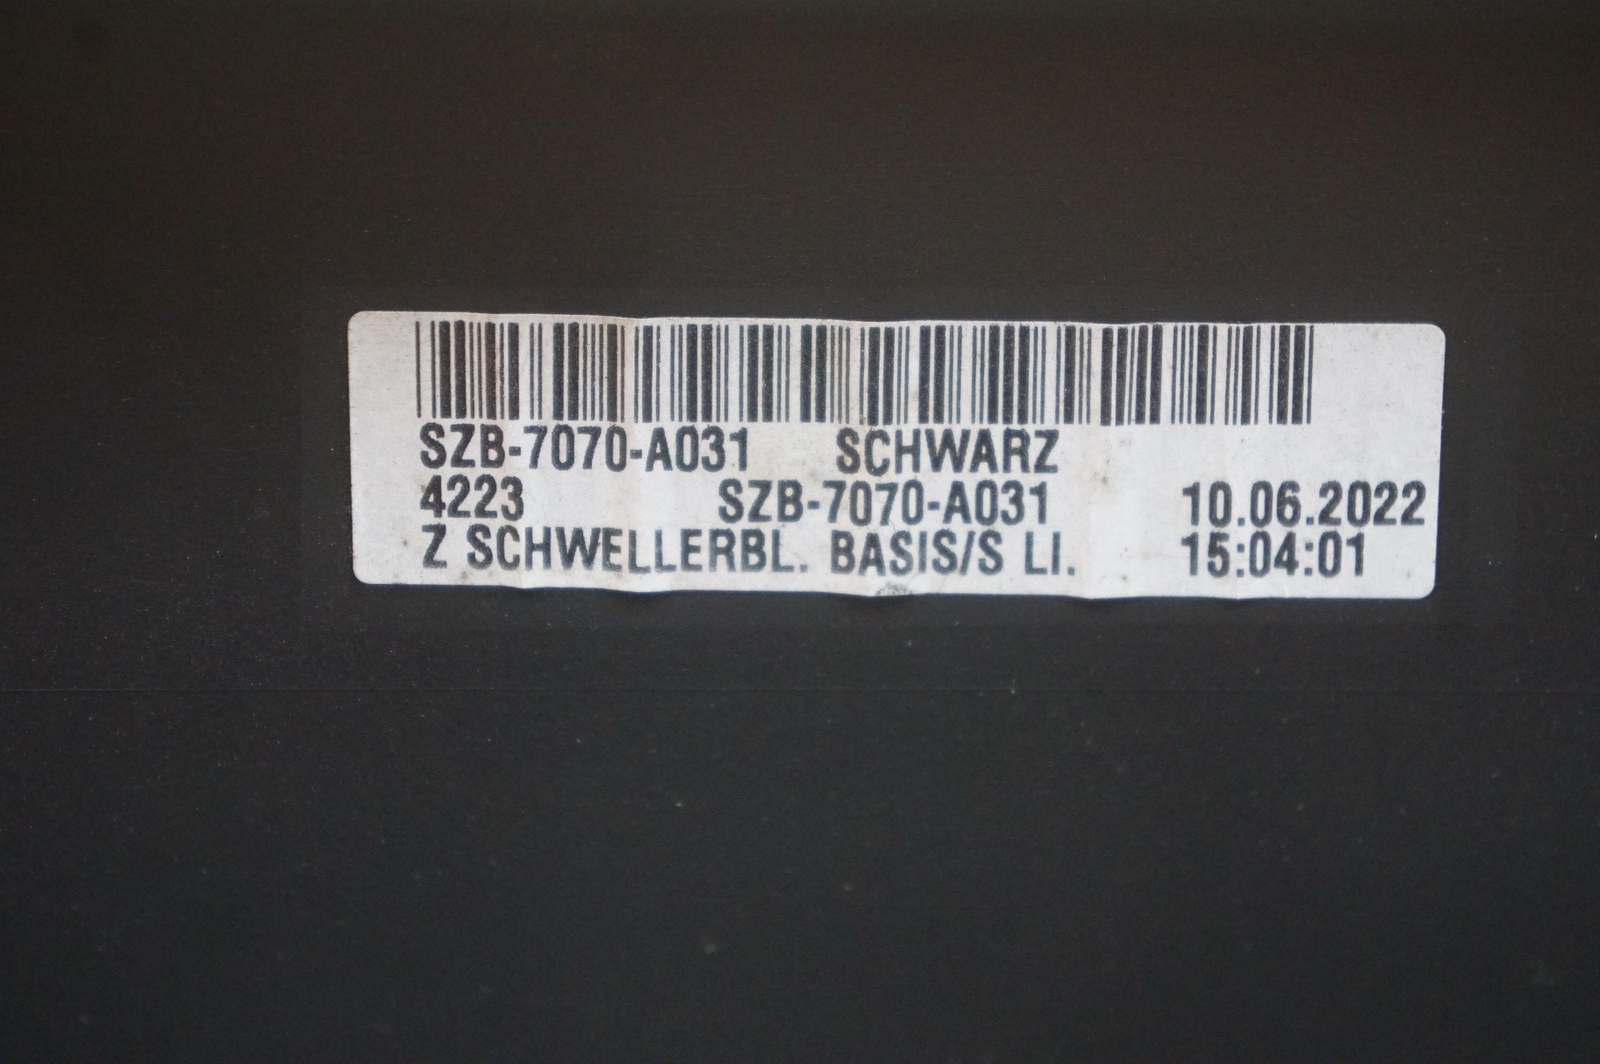 SZB-7070-A031 SCHWARZ
4223 SZB-7070-A031 10.06.2022
Z SCHWELLERBL. BASIS/S LI. 15:04:01